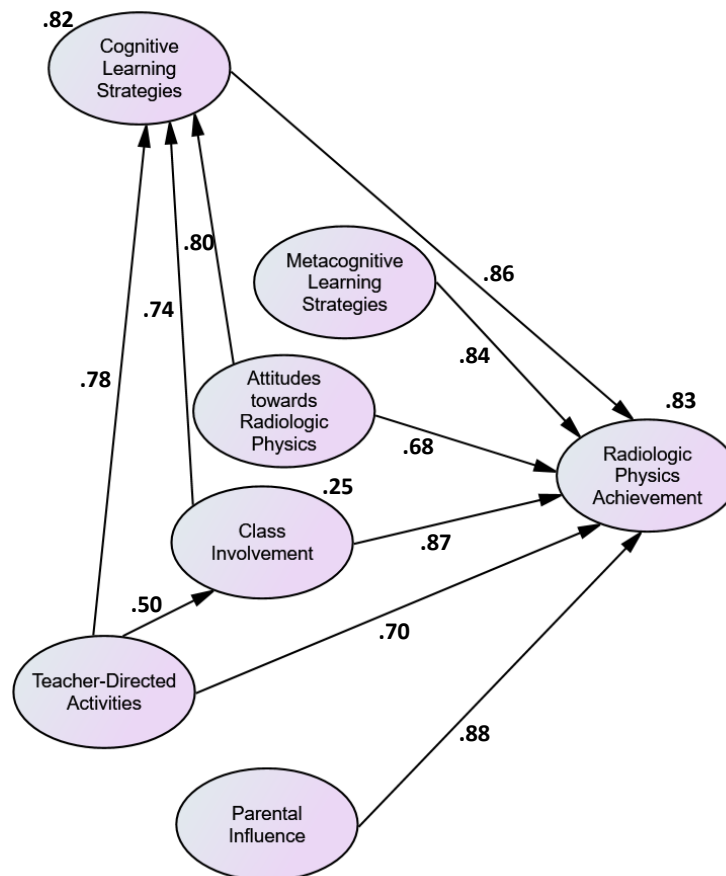 .82
Cognitive
Learning
Strategies
.80
.86
Metacognitive
Learning
Strategies
.74
.84
.78
Attitudes
towards
Radiologic
Physics
.68
.83
Radiologic
Physics
Achievement
.25
Class
Involvement
.87
.50
.70
Teacher-Directed
Activities
.88
Parental
Influence